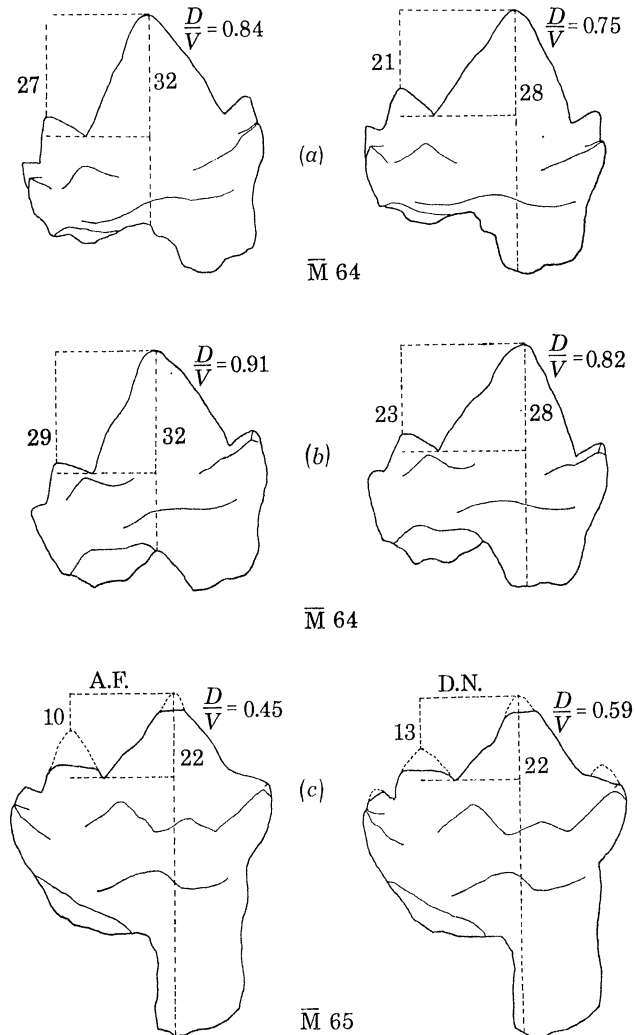 D/V = 0.84
27
32
D/V = 0.75
21
28
(a)
M̅ 64
D/V = 0.91
29
32
D/V = 0.82
23
28
(b)
M̅ 64
A.F.
10
D/V = 0.45
22
D.N.
13
D/V = 0.59
22
(c)
M̅ 65